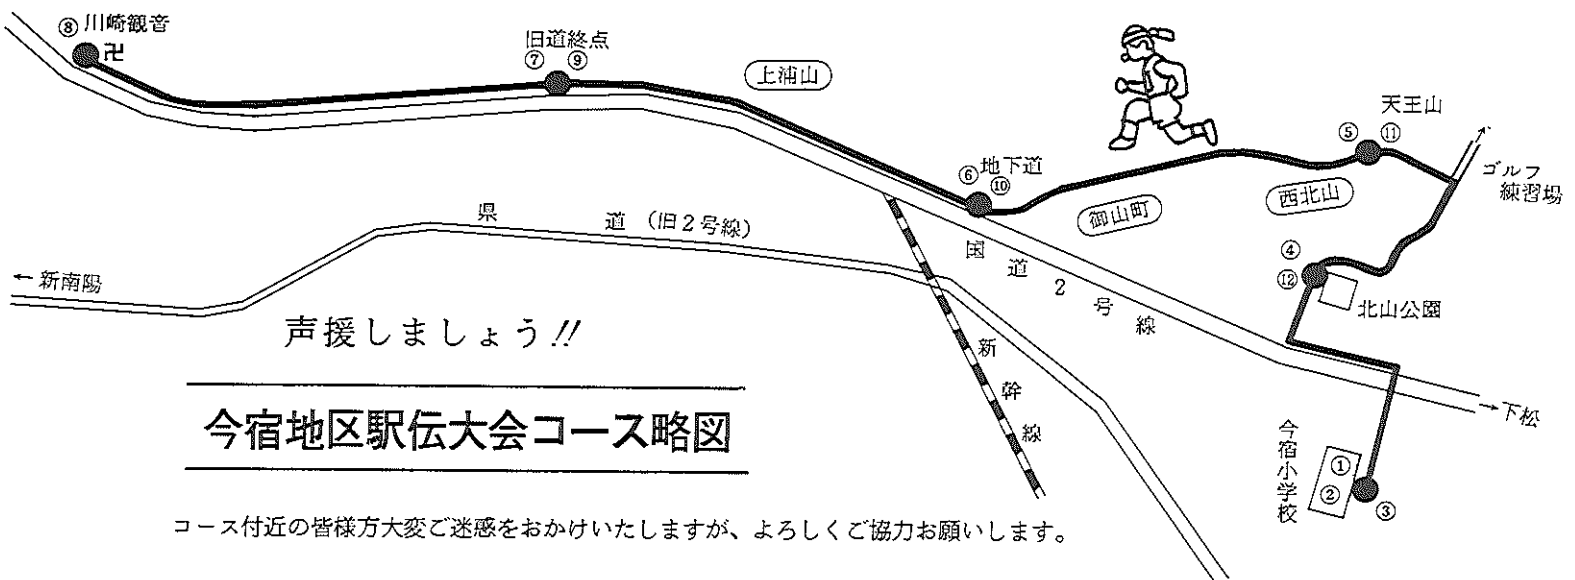 ⑧ 川崎観音
卍
旧道終点
⑦ ⑨
上浦山
天王山
⑤ ⑪
ゴルフ
練習場
⑥ 地下道
⑩
西北山
御山町
県道(旧2号線)
国道2号線
④
⑫
北山公園
← 新南陽
声援しましょう!!
新幹線
→下松
今宿地区駅伝大会コース略図
今宿小学校
①
②
③
コース付近の皆様方大変ご迷惑をおかけいたしますが、よろしくご協力お願いします。